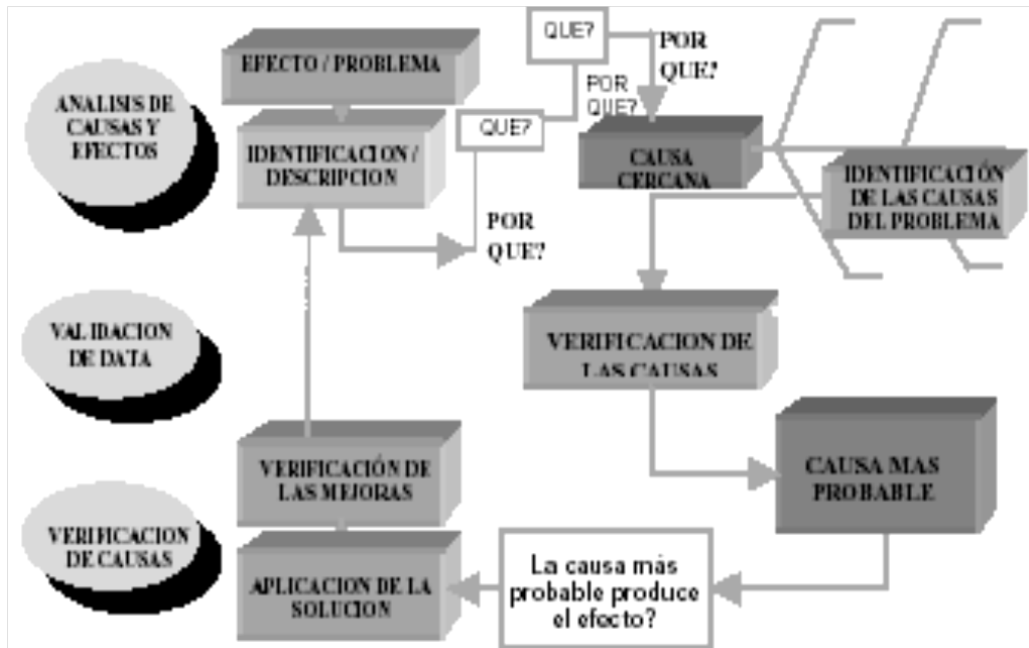 ANALISIS DE
CAUSAS Y
EFECTOS
EFECTO / PROBLEMA
IDENTIFICACION /
DESCRIPCION
POR
QUE?
QUE?
POR
QUE?
QUE?
POR
QUE?
CAUSA
CERCANA
IDENTIFICACIÓN
DE LAS CAUSAS
DEL PROBLEMA
VALIDACION
DE DATA
VERIFICACION DE
LAS CAUSAS
CAUSA MAS
PROBABLE
VERIFICACIÓN DE
LAS MEJORAS
VERIFICACION
DE CAUSAS
APLICACION DE LA
SOLUCION
La causa más
probable produce
el efecto?